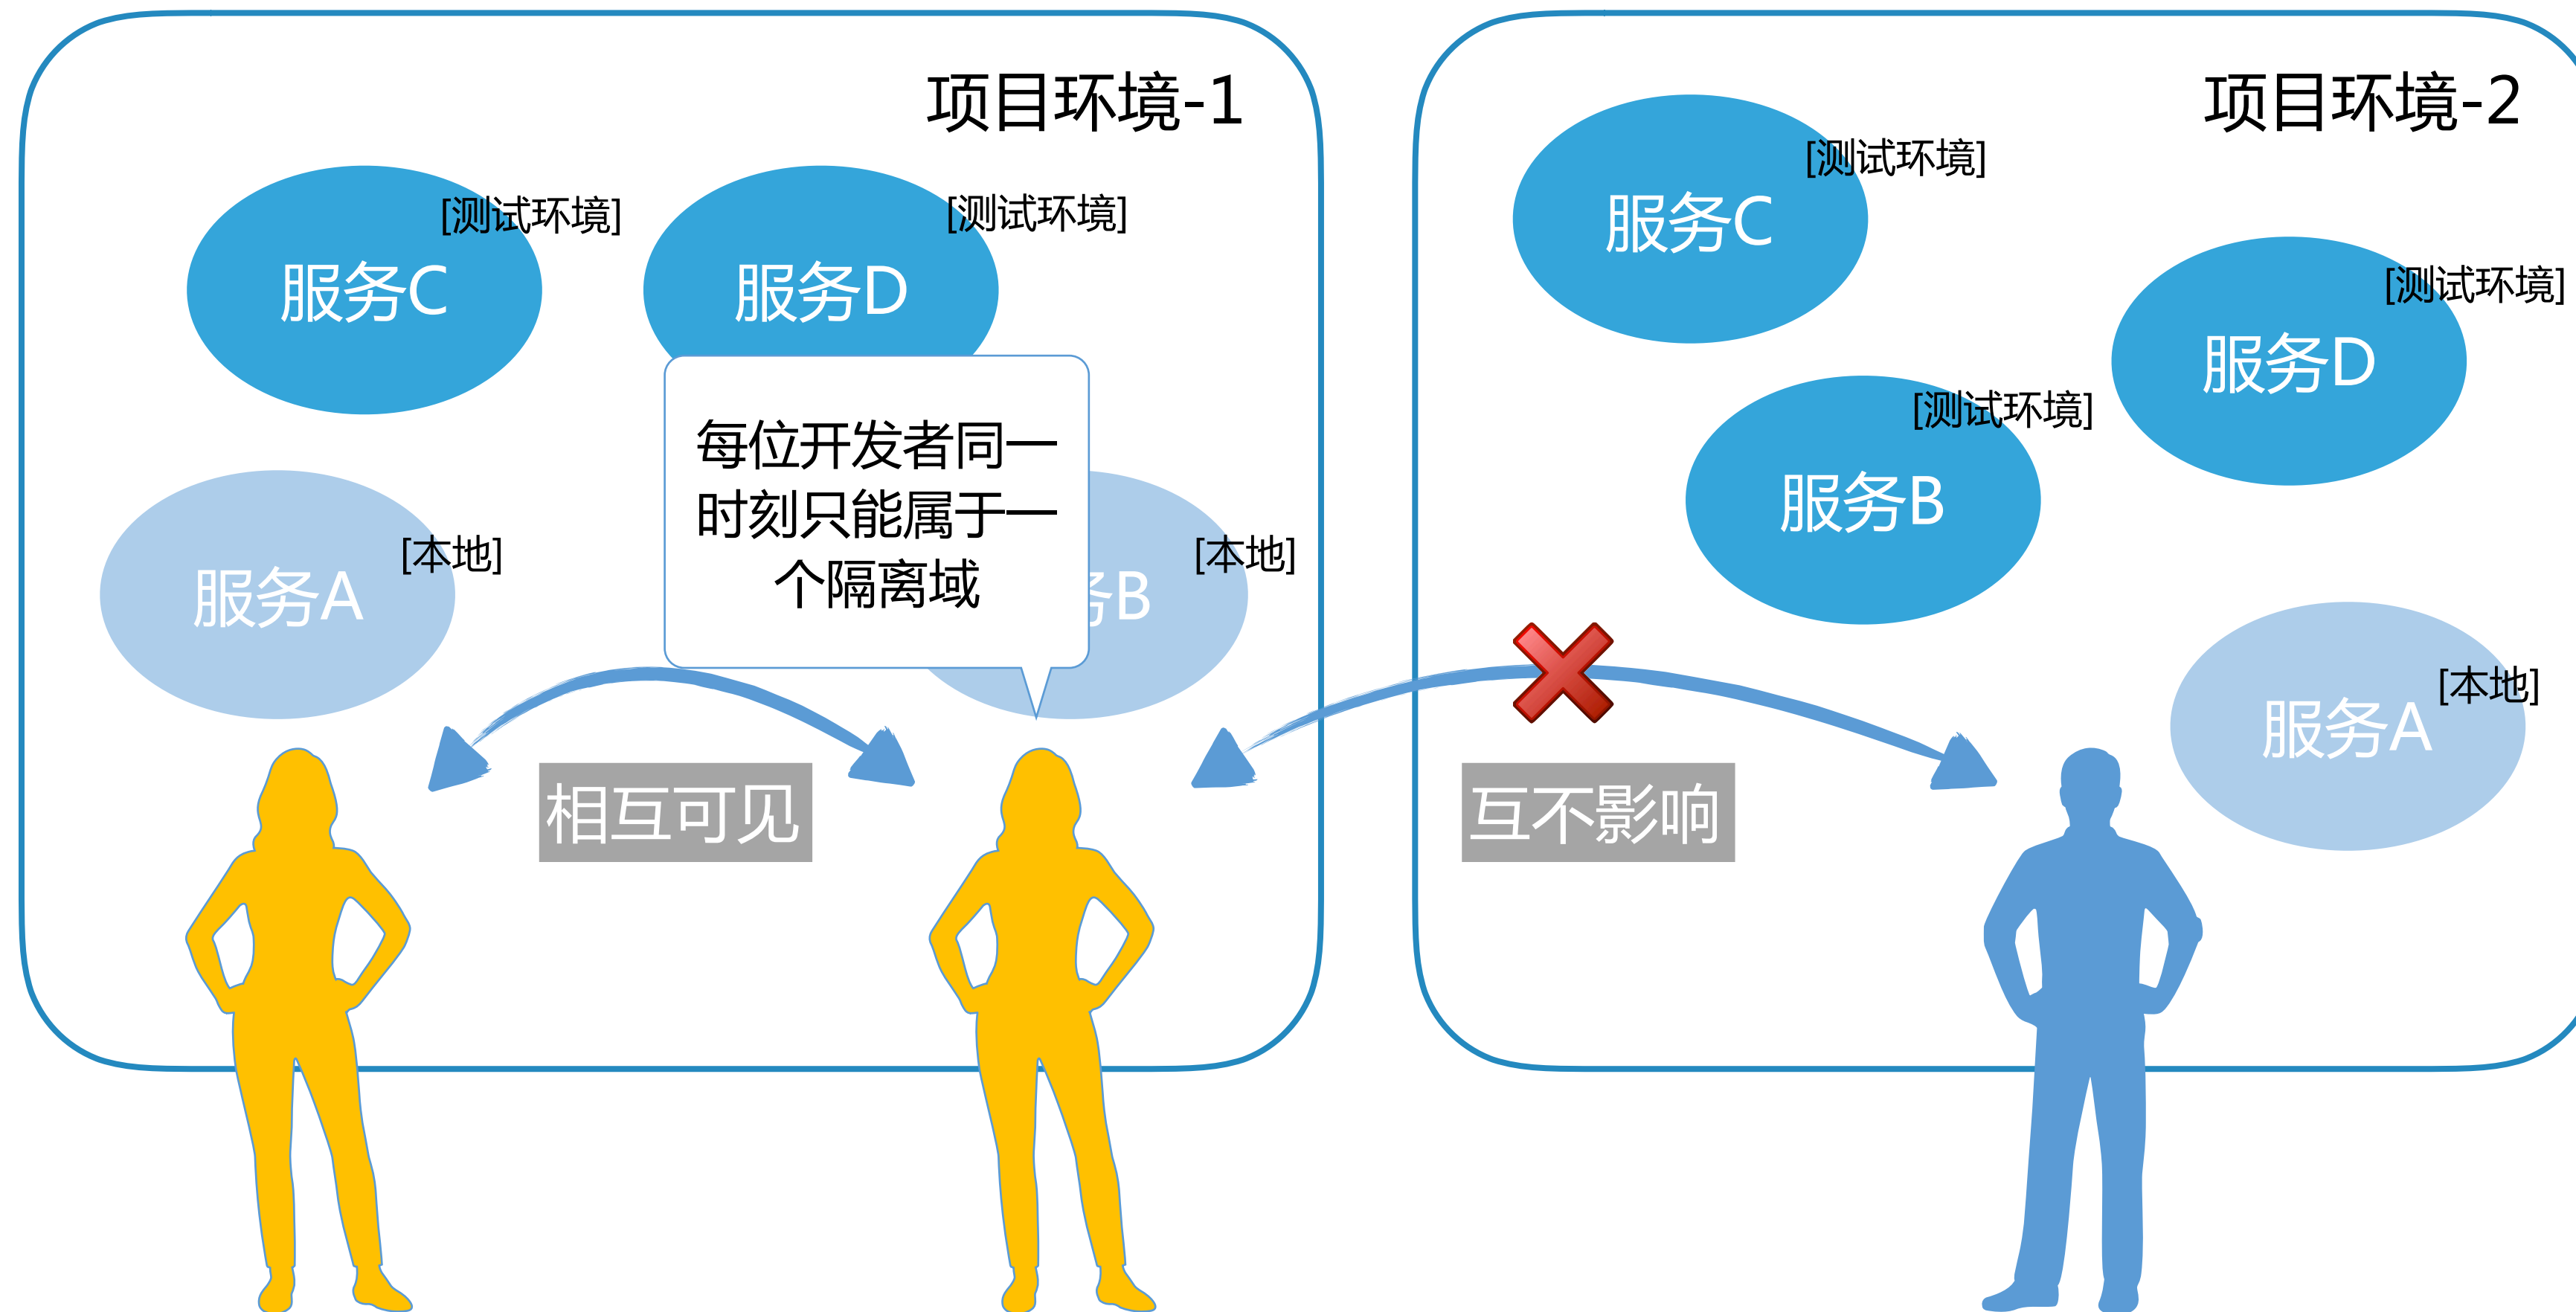 项目环境-1
[测试环境]
服务C
[测试环境]
服务D
每位开发者同一
时刻只能属于一
个隔离域
[本地]
服务A
[本地]
务B
相互可见
项目环境-2
[测试环境]
服务C
[测试环境]
服务D
[测试环境]
服务B
[本地]
服务A
互不影响